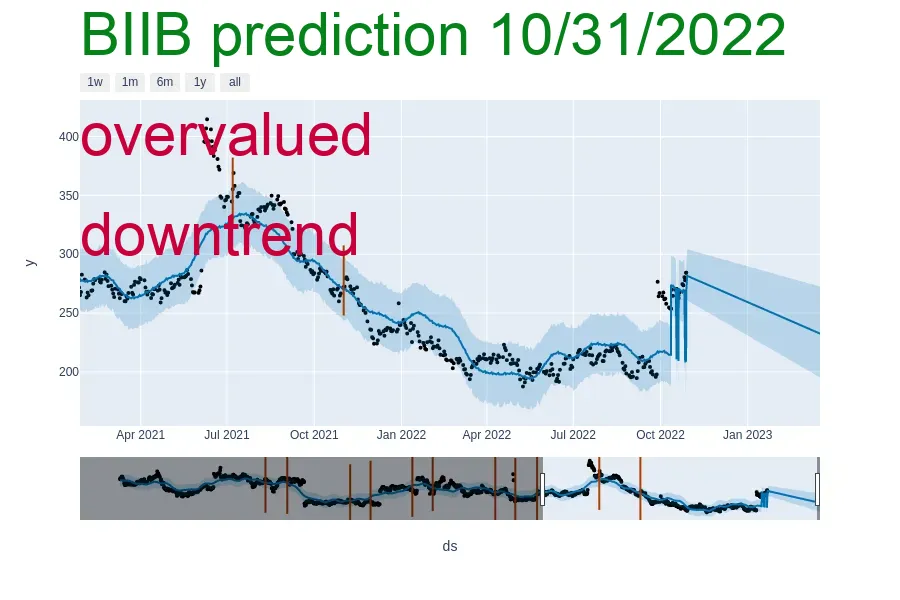 BIIB prediction 10/31/2022
1w 1m 6m 1y all
overvalued
downtrend
400
350
300
250
200
y
Apr 2021 Jul 2021 Oct 2021 Jan 2022 Apr 2022 Jul 2022 Oct 2022 Jan 2023
ds